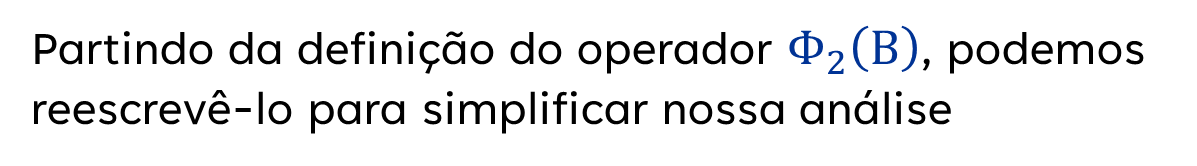 Partindo da definição do operador Φ₂(B), podemos
reescrevê-lo para simplificar nossa análise